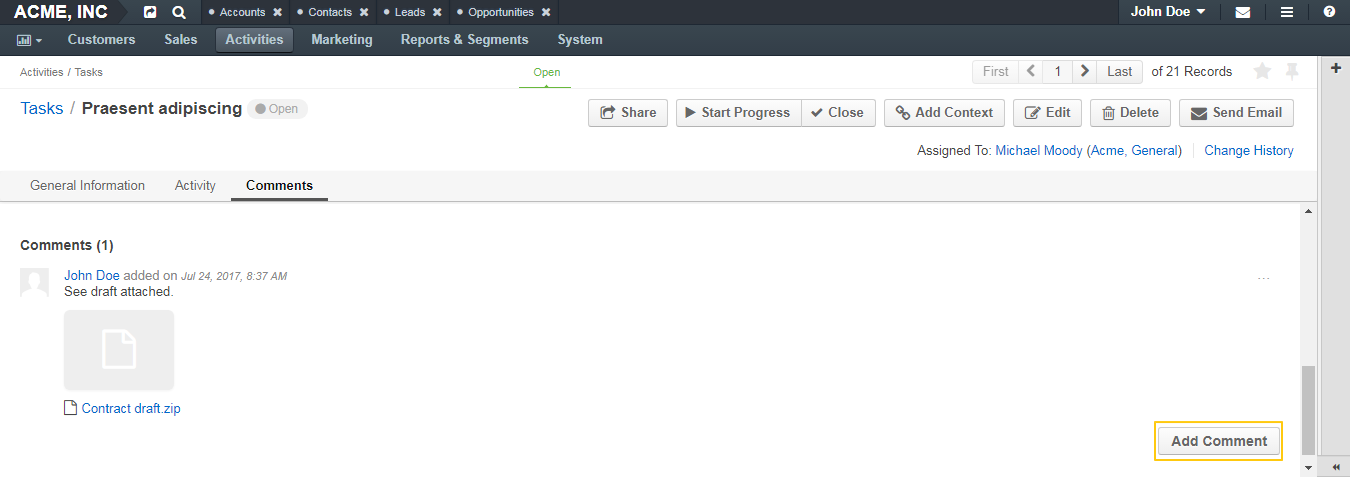 ACME, INC
Accounts
Contacts
Leads
Opportunities
John Doe
Customers
Sales
Activities
Marketing
Reports & Segments
System
Activities / Tasks
Open
First
1
Last
of 21 Records
Tasks / Praesent adipiscing
Open
Share
Start Progress
Close
Add Context
Edit
Delete
Send Email
Assigned To: Michael Moody (Acme, General)
Change History
General Information
Activity
Comments
Comments (1)
John Doe added on Jul 24, 2017, 8:37 AM
...
See draft attached.
Contract draft.zip
Add Comment